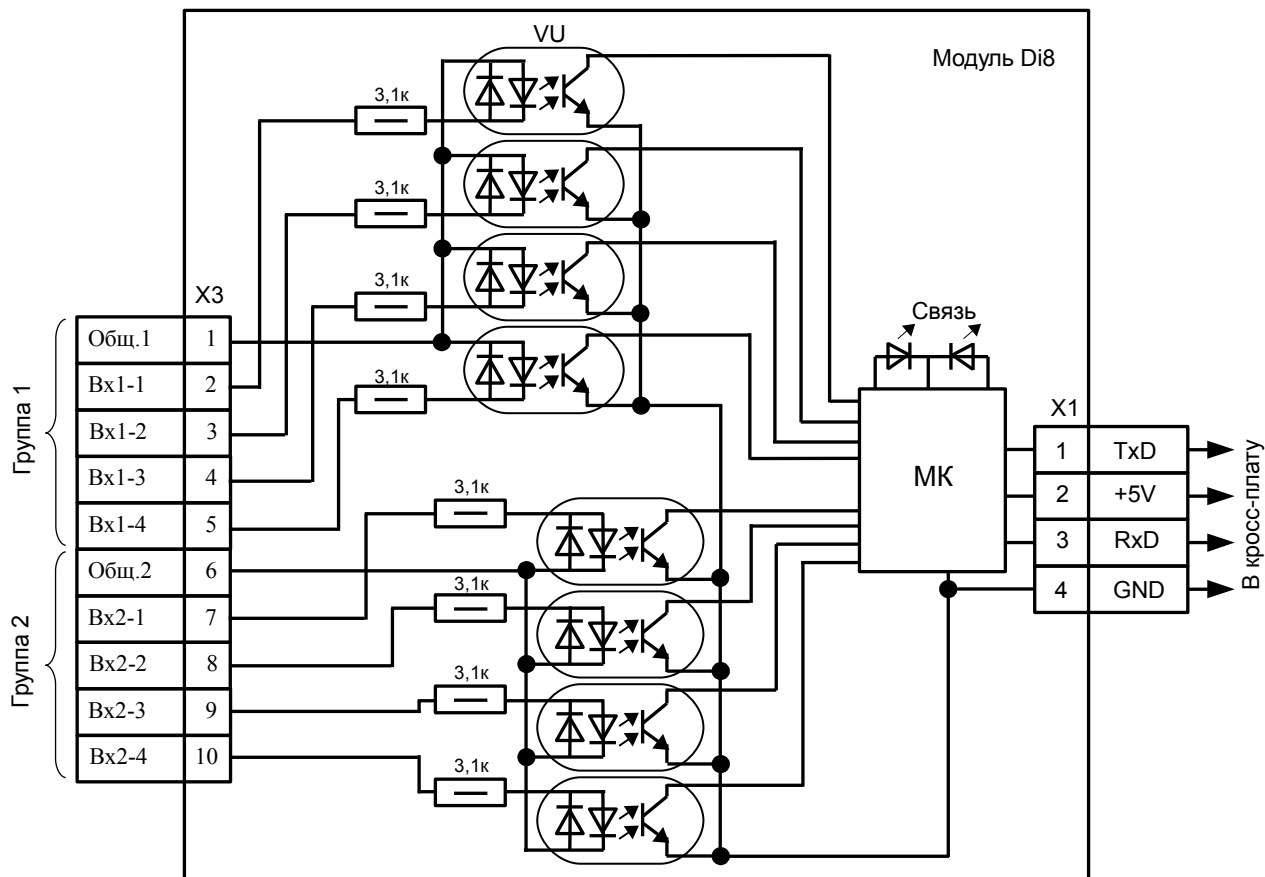 VU
Модуль Di8
3,1к
3,1к
3,1к
3,1к
X3
Группа 1
Общ.1 1
Вх1-1 2
Вх1-2 3
Вх1-3 4
Вх1-4 5
Группа 2
Общ.2 6
Вх2-1 7
Вх2-2 8
Вх2-3 9
Вх2-4 10
3,1к
3,1к
3,1к
3,1к
Связь
МК
X1
1 TxD
2 +5V
3 RxD
4 GND
В кросс-плату